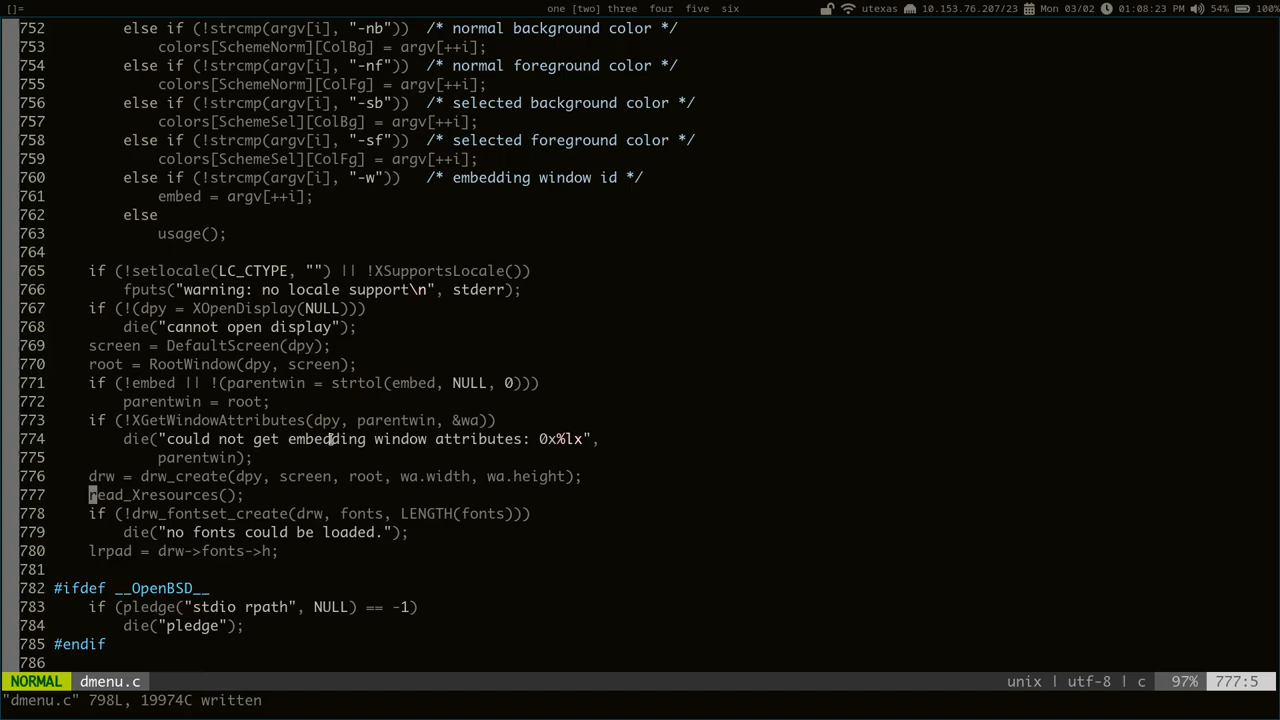 []= one [two] three four five six utexas 10.153.76.207/23 Mon 03/02 01:08:23 PM 54% 100%
752 else if (!strcmp(argv[i], "-nb")) /* normal background color */
753 colors[SchemeNorm][ColBg] = argv[++i];
754 else if (!strcmp(argv[i], "-nf")) /* normal foreground color */
755 colors[SchemeNorm][ColFg] = argv[++i];
756 else if (!strcmp(argv[i], "-sb")) /* selected background color */
757 colors[SchemeSel][ColBg] = argv[++i];
758 else if (!strcmp(argv[i], "-sf")) /* selected foreground color */
759 colors[SchemeSel][ColFg] = argv[++i];
760 else if (!strcmp(argv[i], "-w")) /* embedding window id */
761 embed = argv[++i];
762 else
763 usage();
764
765 if (!setlocale(LC_CTYPE, "") || !XSupportsLocale())
766 fputs("warning: no locale support\n", stderr);
767 if (!(dpy = XOpenDisplay(NULL)))
768 die("cannot open display");
769 screen = DefaultScreen(dpy);
770 root = RootWindow(dpy, screen);
771 if (!embed || !(parentwin = strtol(embed, NULL, 0)))
772 parentwin = root;
773 if (!XGetWindowAttributes(dpy, parentwin, &wa))
774 die("could not get embedding window attributes: 0x%lx",
775 parentwin);
776 drw = drw_create(dpy, screen, root, wa.width, wa.height);
777 read_Xresources();
778 if (!drw_fontset_create(drw, fonts, LENGTH(fonts)))
779 die("no fonts could be loaded.");
780 lrpad = drw->fonts->h;
781
782 #ifdef __OpenBSD__
783 if (pledge("stdio rpath", NULL) == -1)
784 die("pledge");
785 #endif
786
NORMAL dmenu.c unix | utf-8 | c 97% 777:5
"dmenu.c" 798L, 19974C written